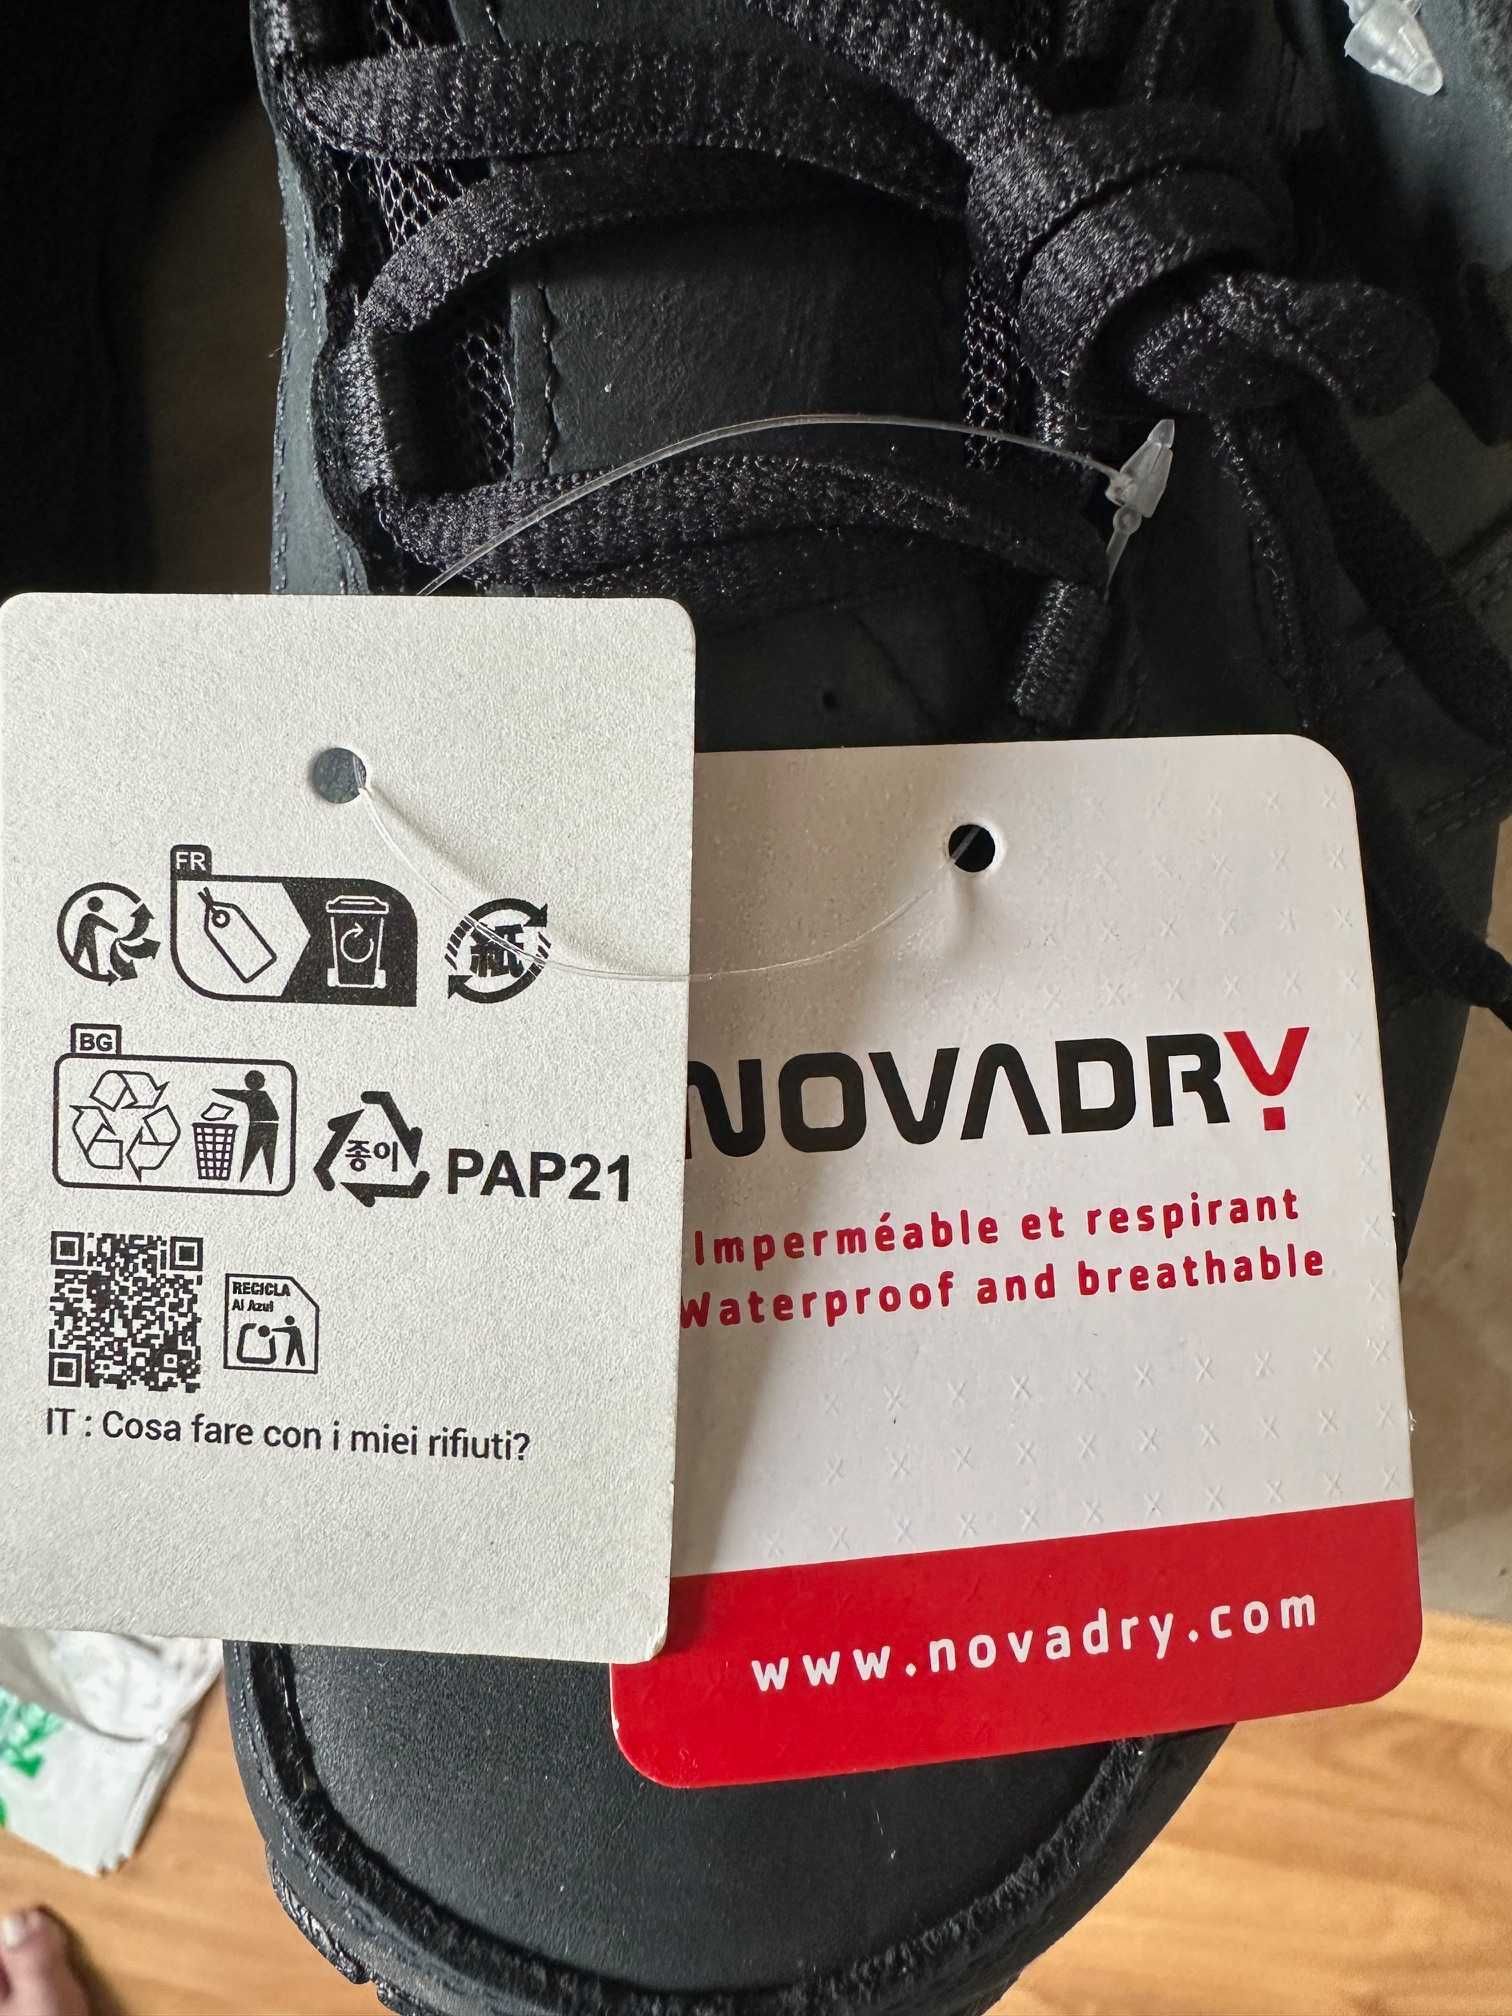 FR
紙
BG
종이
PAP21
RECICLA
Al Azul
IT : Cosa fare con i miei rifiuti?
NOVADRY
Imperméable et respirant
Waterproof and breathable
www.novadry.com